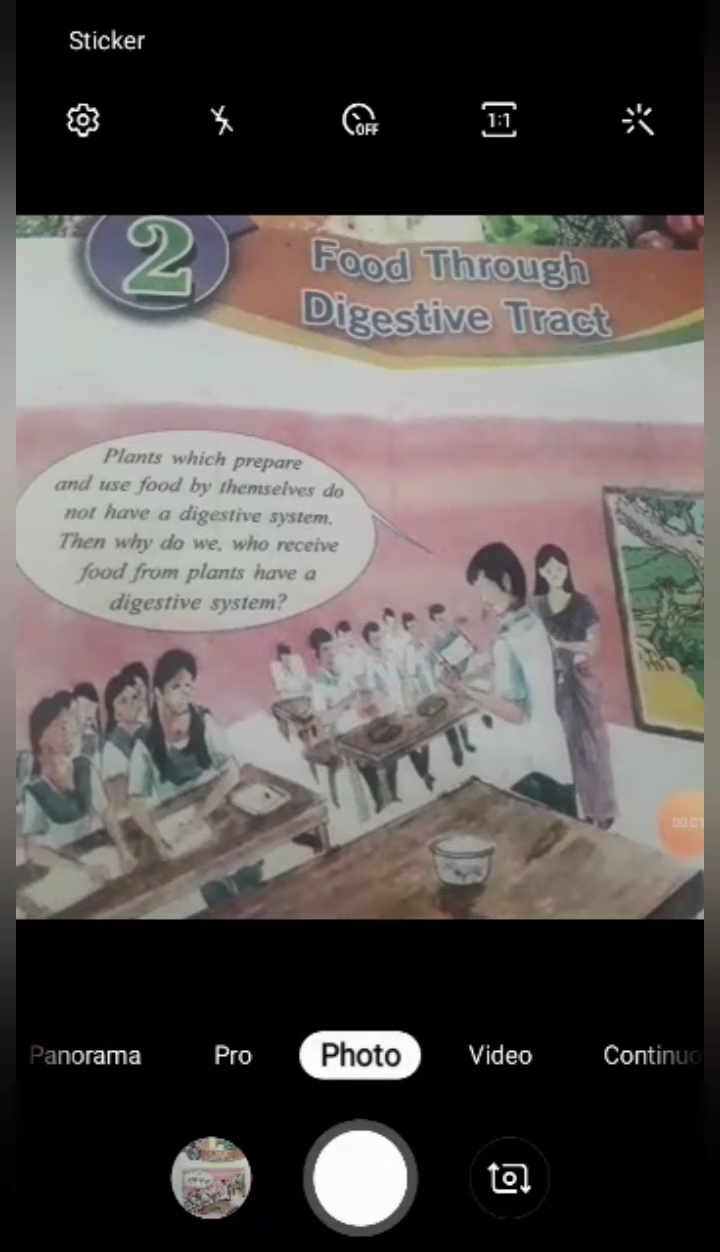 Sticker
OFF
1:1
2
Food Through
Digestive Tract
Plants which prepare
and use food by themselves do
not have a digestive system.
Then why do we, who receive
food from plants have a
digestive system?
Panorama
Pro
Photo
Video